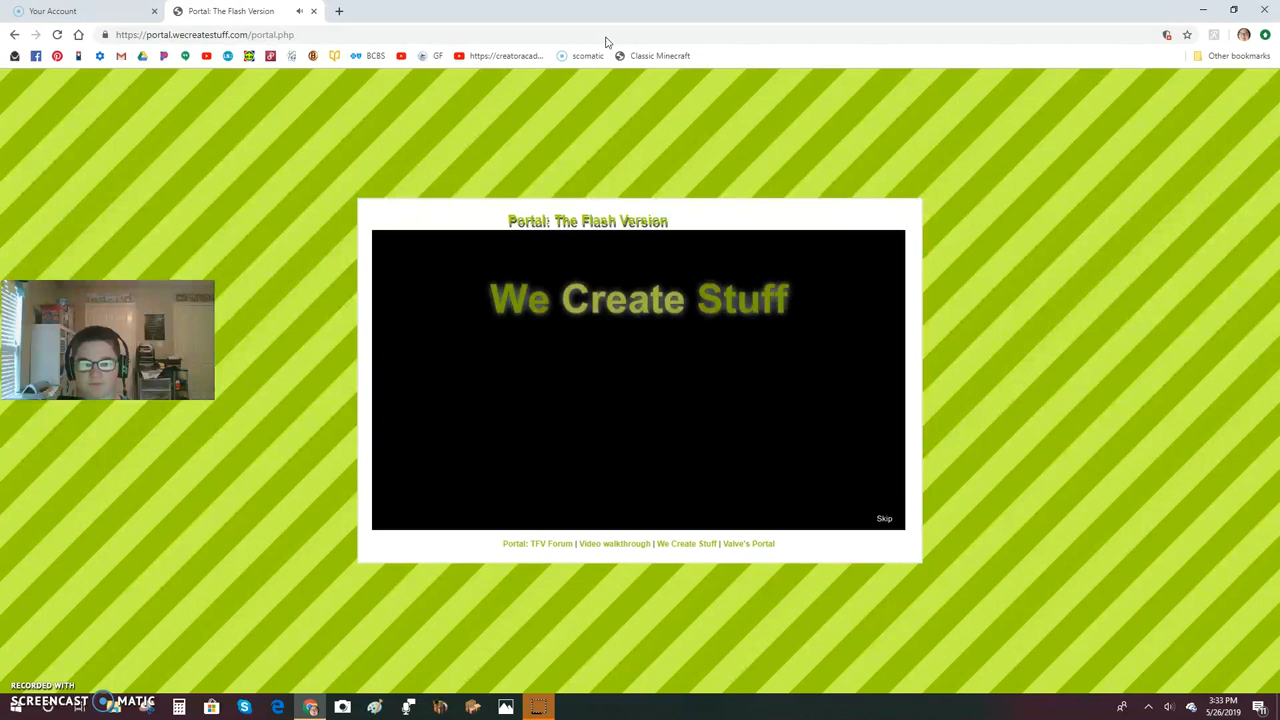 Your Account
Portal: The Flash Version
https://portal.wecreatestuff.com/portal.php
BCBS
GF
https://creatoracad...
scomatic
Classic Minecraft
Other bookmarks
Portal: The Flash Version
We Create Stuff
Skip
Portal: TFV Forum | Video walkthrough | We Create Stuff | Valve's Portal
RECORDED WITH
SCREENCAST MATIC
3:33 PM
5/26/2019